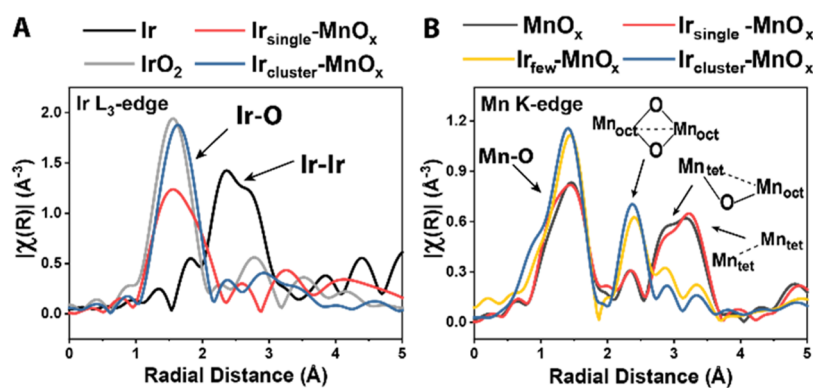 A
Ir
Ir_single-MnO_x
IrO_2
Ir_cluster-MnO_x
Ir L_3-edge
Ir-O
Ir-Ir
|χ(R)| (Å^-3)
2.0
1.5
1.0
0.5
0.0
0 1 2 3 4 5
Radial Distance (Å)
B
MnO_x
Ir_single -MnO_x
Ir_few-MnO_x
Ir_cluster-MnO_x
Mn K-edge
Mn-O
O
Mn_oct Mn_oct
O
Mn_tet
Mn_oct
O
Mn_tet
Mn_tet
|χ(R)| (Å^-3)
1.2
0.9
0.6
0.3
0.0
0 1 2 3 4 5
Radial Distance (Å)